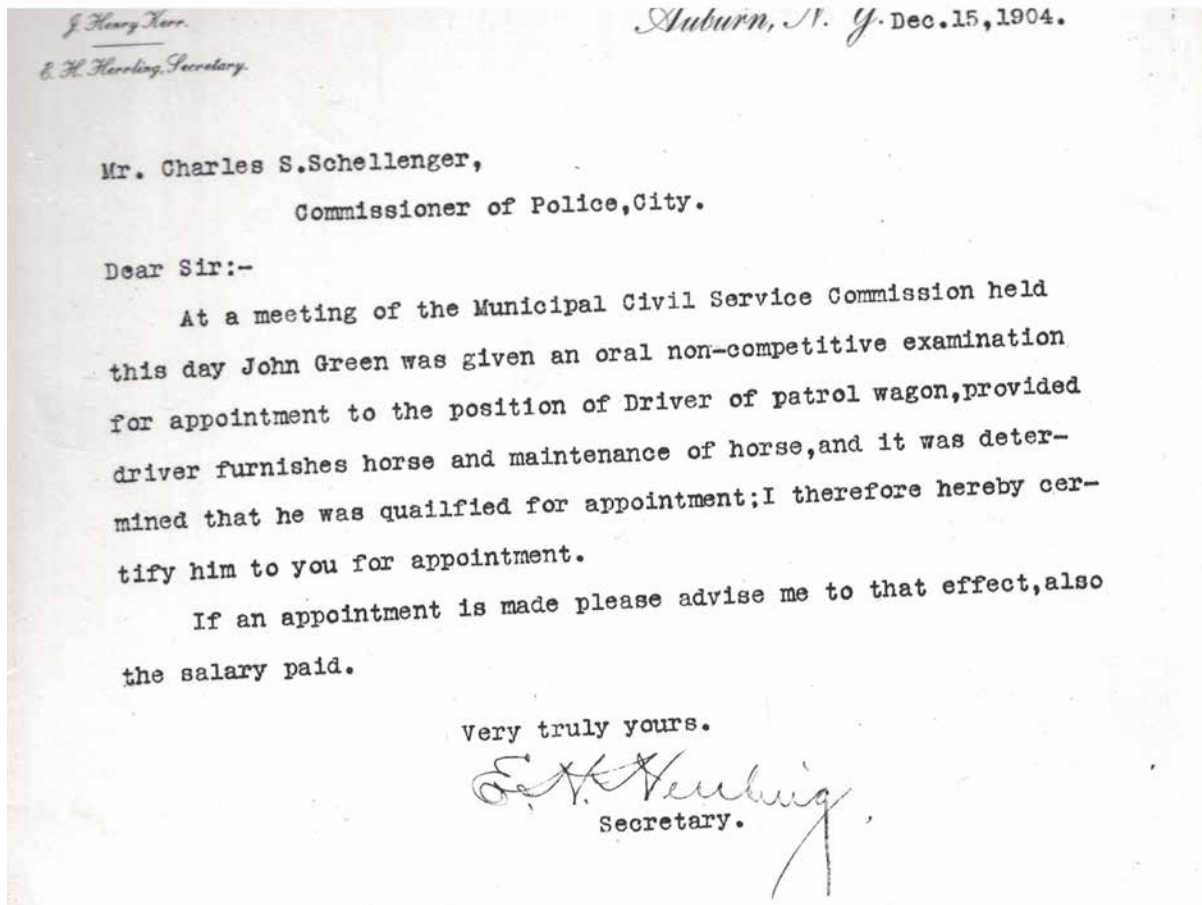 J. Henry Kerr.
E. H. Herrling, Secretary.
Auburn, N. Y. Dec.15,1904.
Mr. Charles S.Schellenger,
Commissioner of Police,City.
Dear Sir:-
At a meeting of the Municipal Civil Service Commission held
this day John Green was given an oral non-competitive examination
for appointment to the position of Driver of patrol wagon,provided
driver furnishes horse and maintenance of horse,and it was deter-
mined that he was quailfied for appointment;I therefore hereby cer-
tify him to you for appointment.
If an appointment is made please advise me to that effect,also
the salary paid.
Very truly yours.
E. H. Herrling
Secretary.